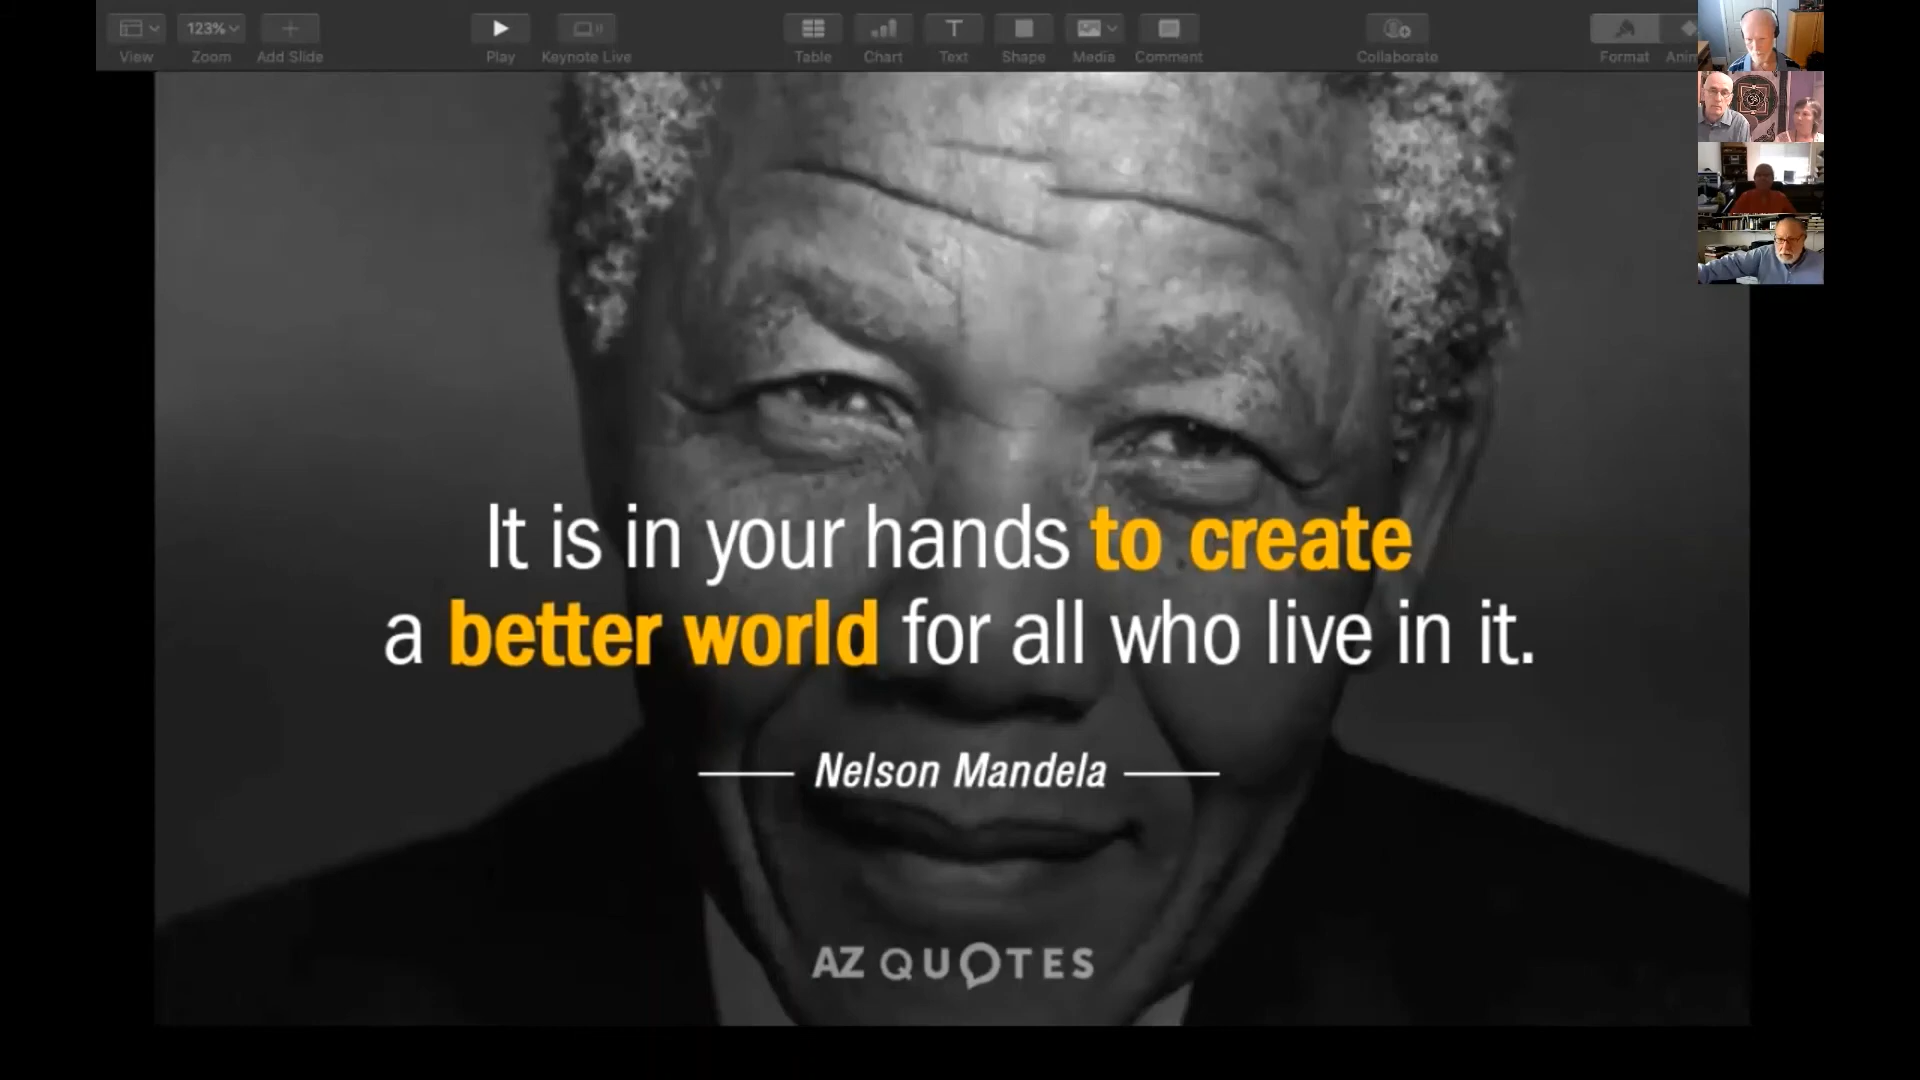 123%
View
Zoom
Add Slide
Play
Keynote Live
Table
Chart
Text
Shape
Media
Comment
Collaborate
Format
It is in your hands to create
a better world for all who live in it.
Nelson Mandela
AZ QUOTES